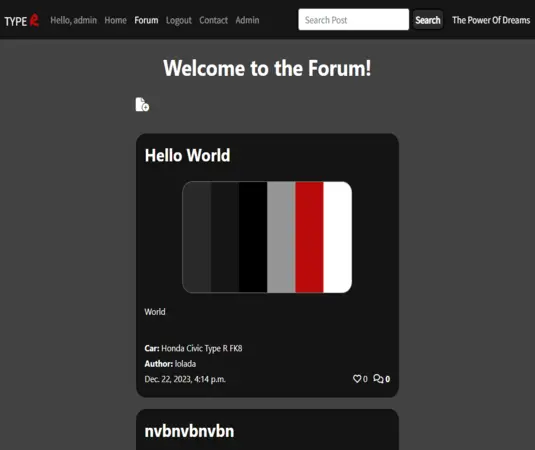 TYPE R Hello, admin Home Forum Logout Contact Admin Search Post Search The Power Of Dreams
Welcome to the Forum!
Hello World
World
Car: Honda Civic Type R FK8
Author: lolada
Dec. 22, 2023, 4:14 p.m. 0 0
nvbnvbnvbn